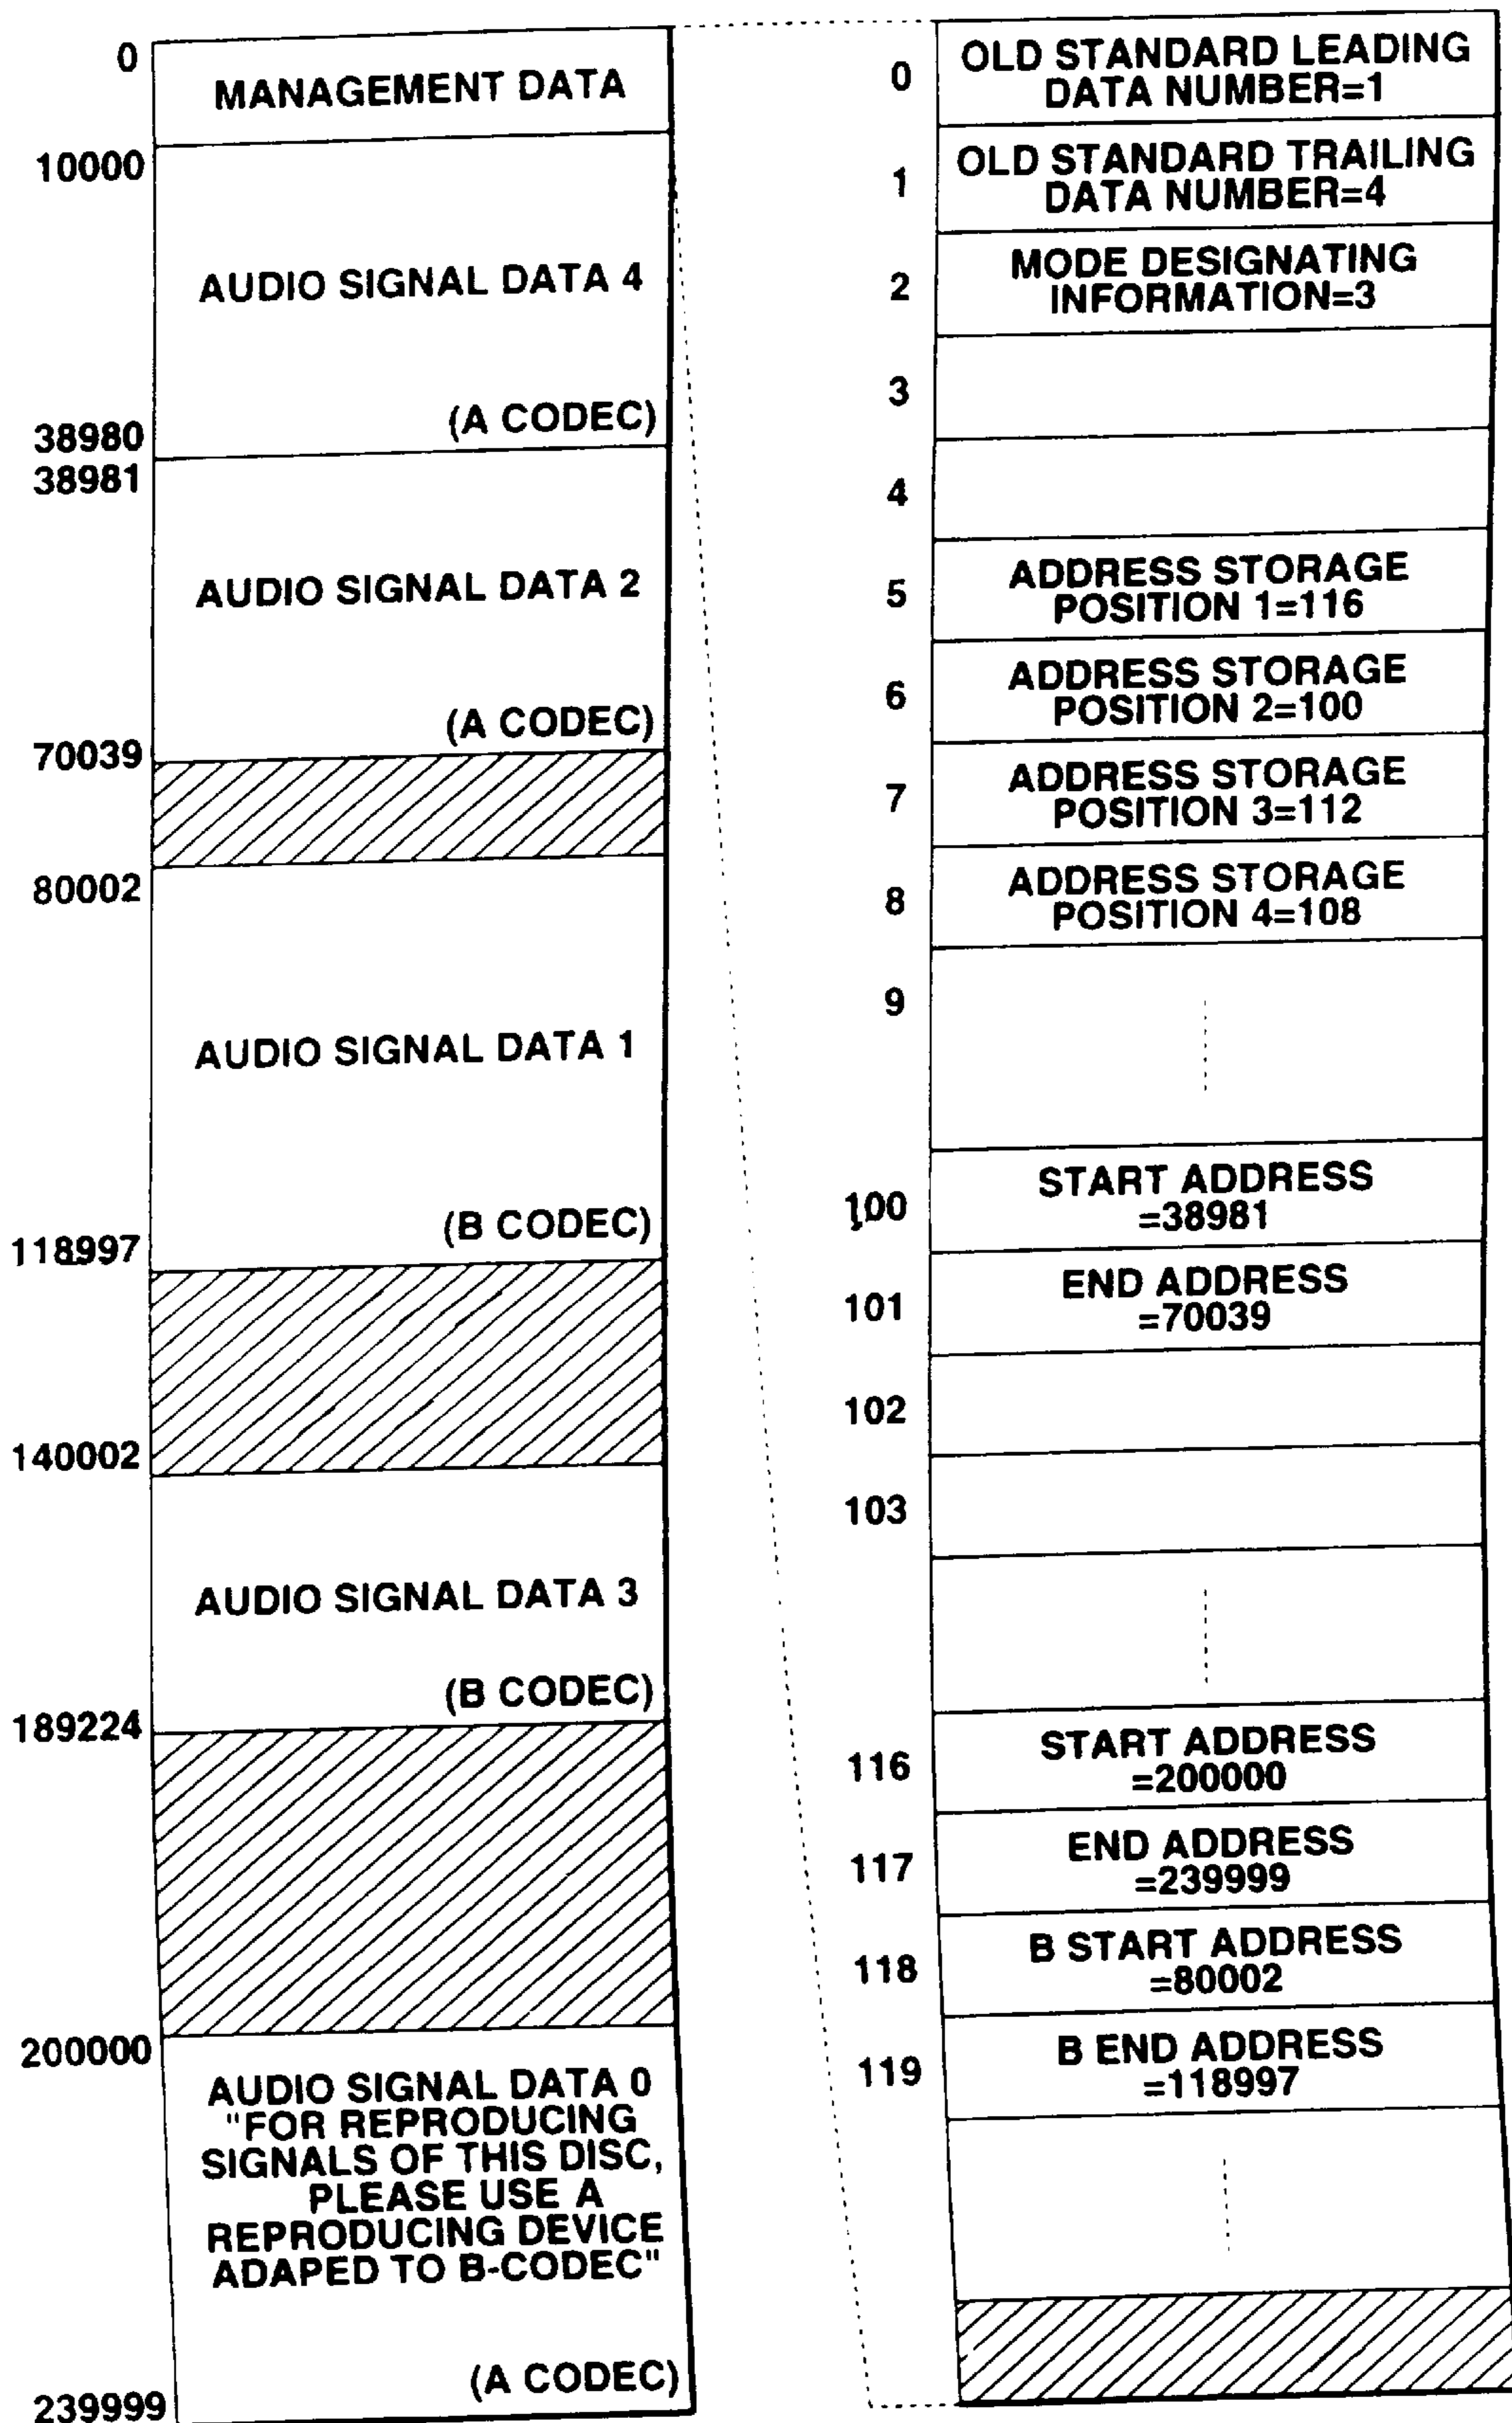 0
MANAGEMENT DATA
10000
AUDIO SIGNAL DATA 4
(A CODEC)
38980
38981
AUDIO SIGNAL DATA 2
(A CODEC)
70039
80002
AUDIO SIGNAL DATA 1
(B CODEC)
118997
140002
AUDIO SIGNAL DATA 3
(B CODEC)
189224
200000
AUDIO SIGNAL DATA 0
"FOR REPRODUCING
SIGNALS OF THIS DISC,
PLEASE USE A
REPRODUCING DEVICE
ADAPED TO B-CODEC"
(A CODEC)
239999
0
OLD STANDARD LEADING
DATA NUMBER=1
1
OLD STANDARD TRAILING
DATA NUMBER=4
2
MODE DESIGNATING
INFORMATION=3
3
4
5
ADDRESS STORAGE
POSITION 1=116
6
ADDRESS STORAGE
POSITION 2=100
7
ADDRESS STORAGE
POSITION 3=112
8
ADDRESS STORAGE
POSITION 4=108
9
100
START ADDRESS
=38981
101
END ADDRESS
=70039
102
103
116
START ADDRESS
=200000
117
END ADDRESS
=239999
118
B START ADDRESS
=80002
119
B END ADDRESS
=118997